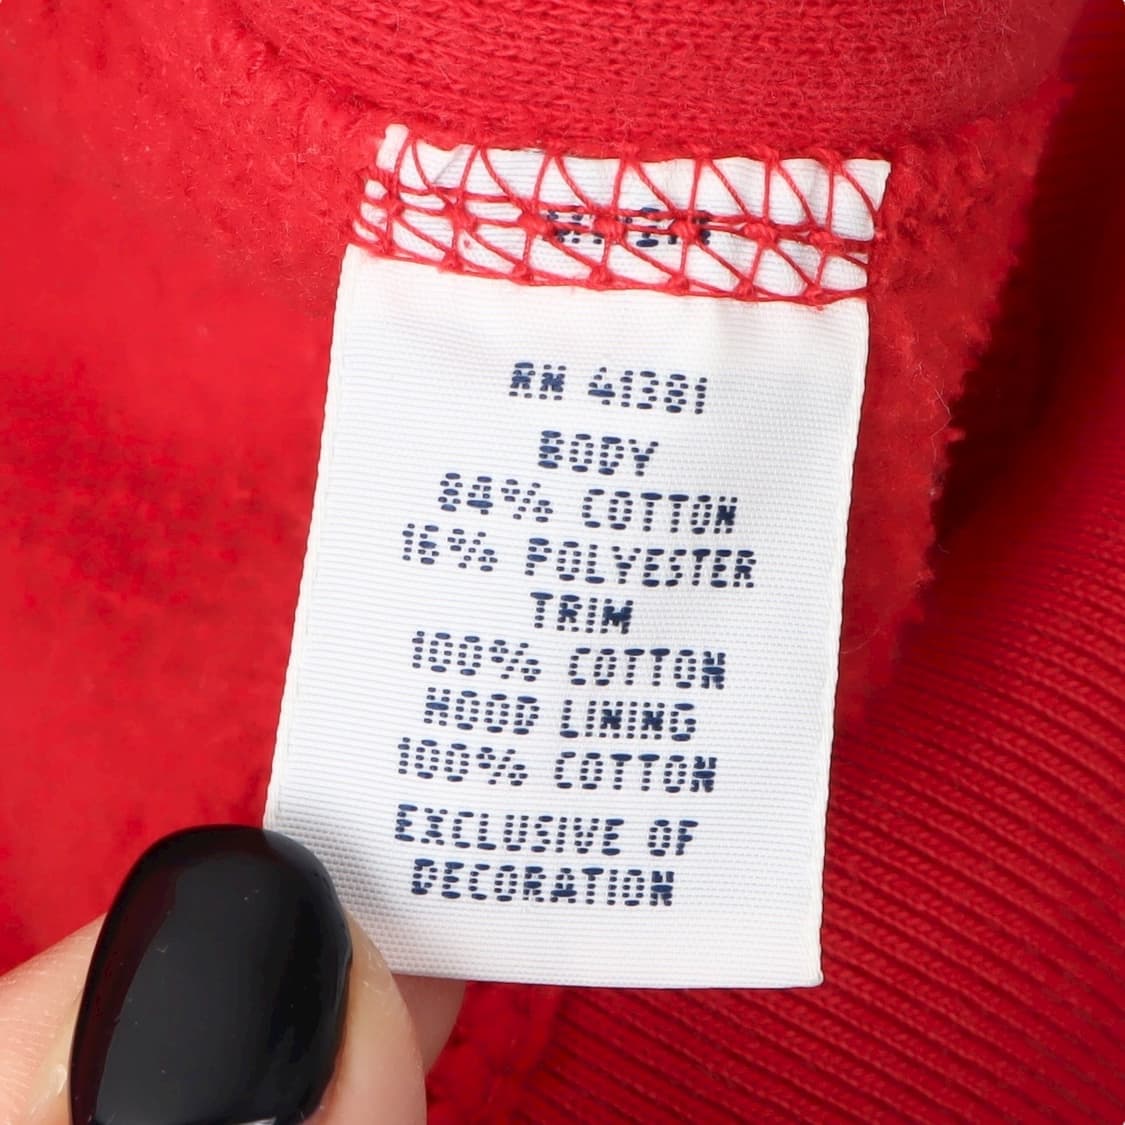 RN 41381
BODY
84% COTTON
16% POLYESTER
TRIM
100% COTTON
HOOD LINING
100% COTTON
EXCLUSIVE OF
DECORATION